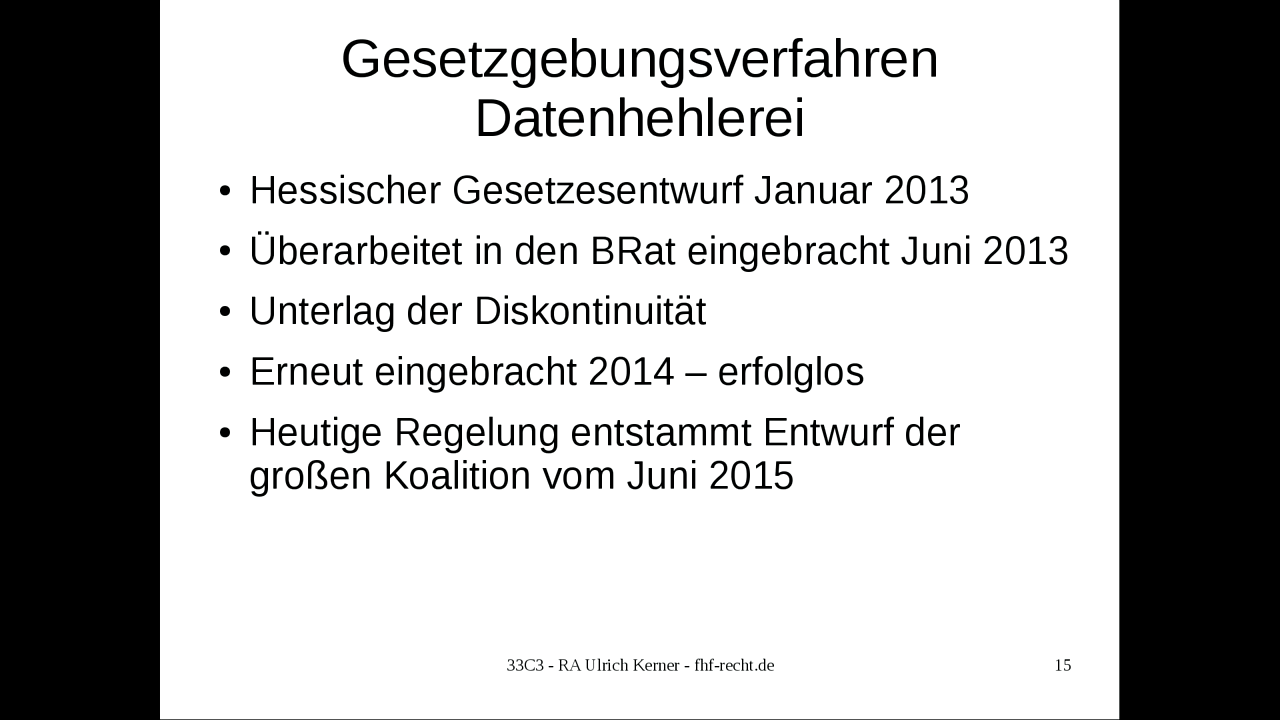 Gesetzgebungsverfahren
Datenhehlerei
• Hessischer Gesetzesentwurf Januar 2013
• Überarbeitet in den BRat eingebracht Juni 2013
• Unterlag der Diskontinuität
• Erneut eingebracht 2014 – erfolglos
• Heutige Regelung entstammt Entwurf der
großen Koalition vom Juni 2015
33C3 - RA Ulrich Kerner - fhf-recht.de
15